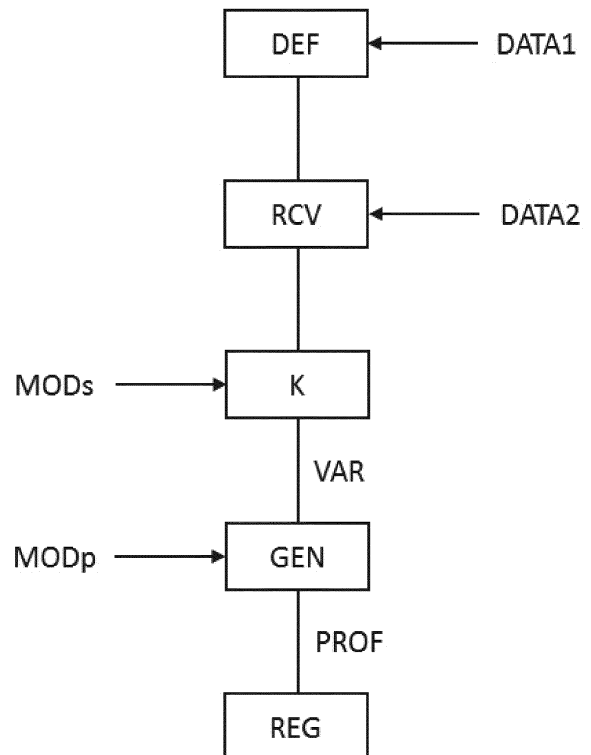 DEF
DATA1
RCV
DATA2
MODs
K
VAR
MODp
GEN
PROF
REG